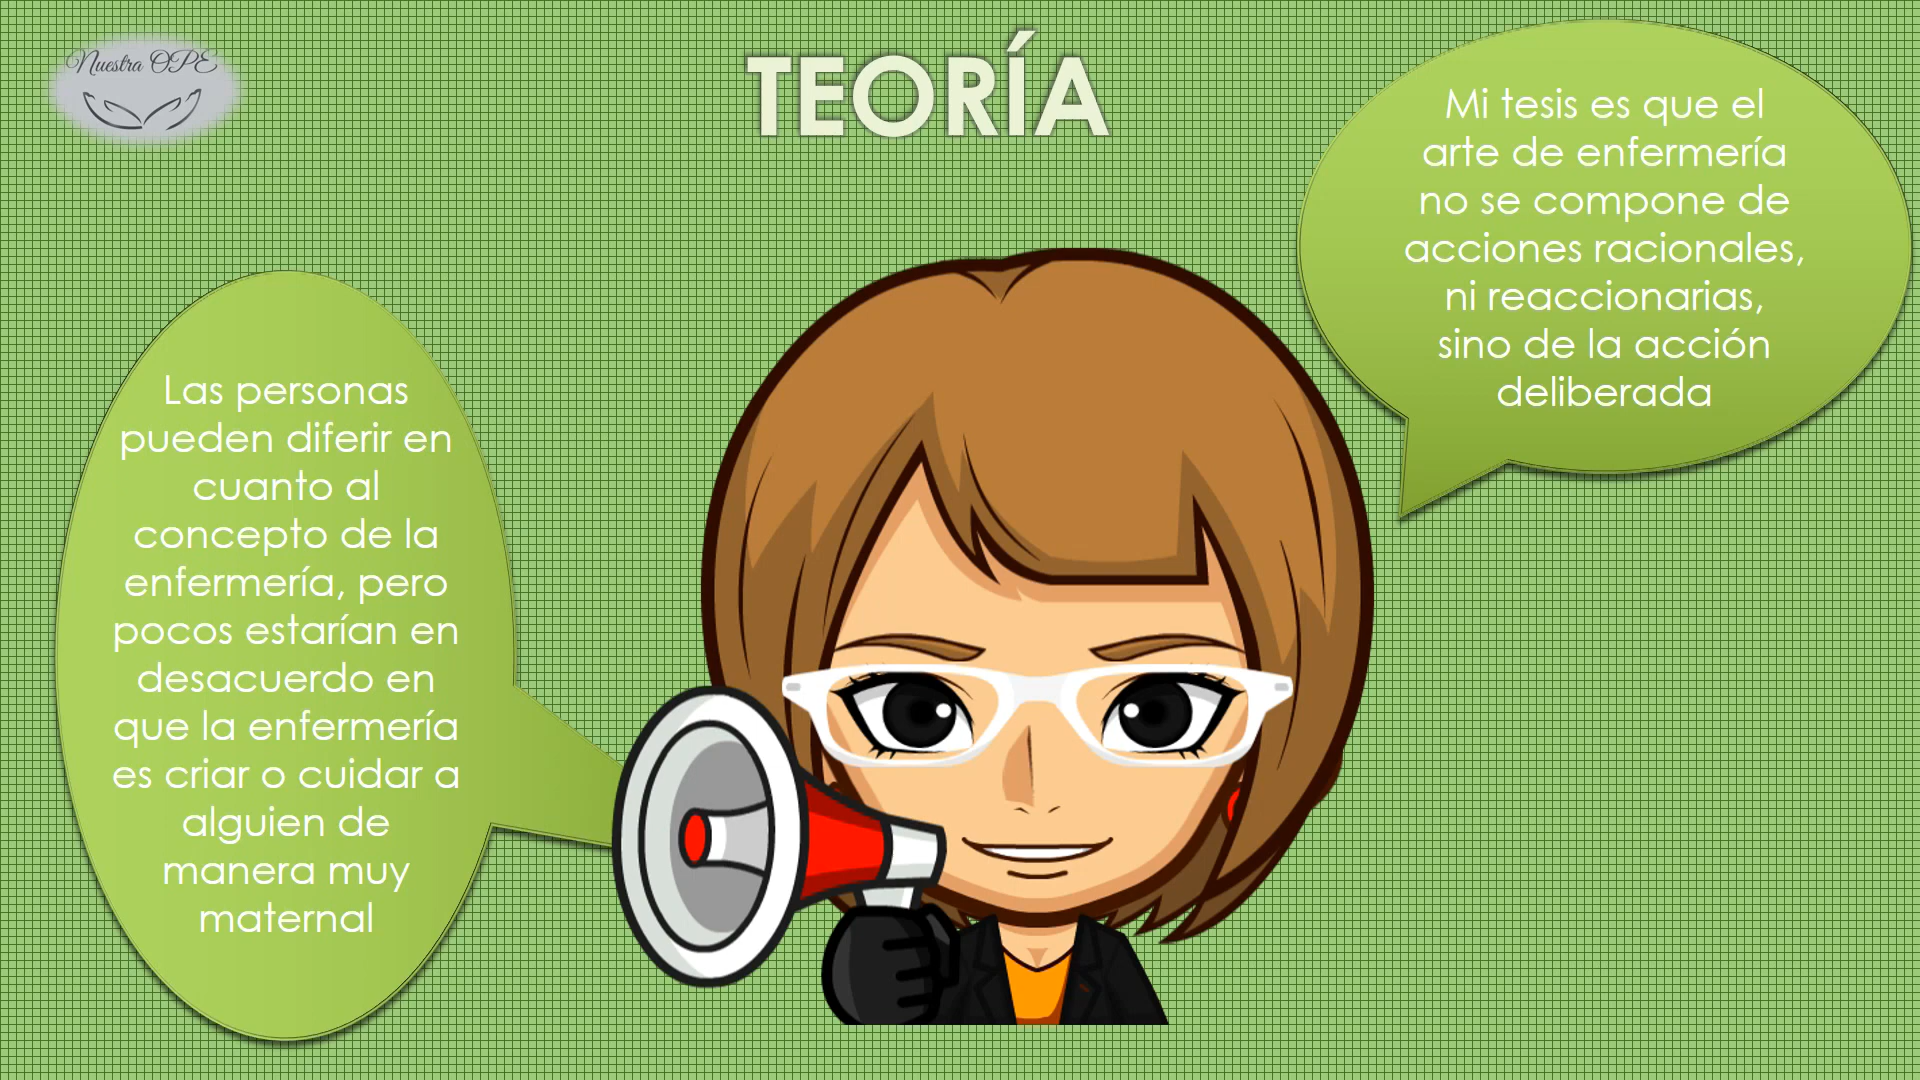 Nuestra OPE
TEORÍA
Mi tesis es que el
arte de enfermería
no se compone de
acciones racionales,
ni reaccionarias,
sino de la acción
deliberada
Las personas
pueden diferir en
cuanto al
concepto de la
enfermería, pero
pocos estarían en
desacuerdo en
que la enfermería
es criar o cuidar a
alguien de
manera muy
maternal